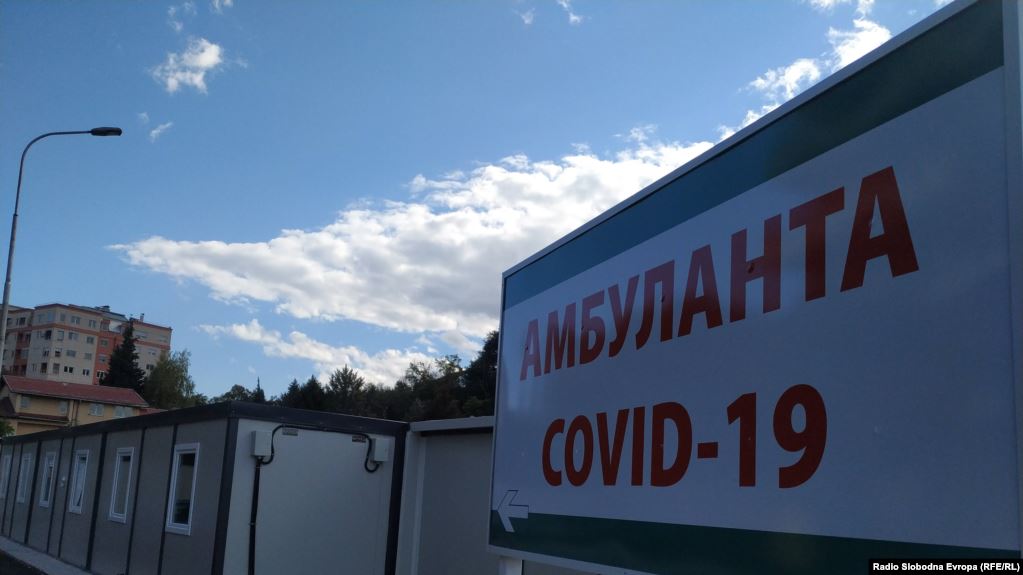 АМБУЛАНТА
COVID-19
Radio Slobodna Evropa (RFE/RL)